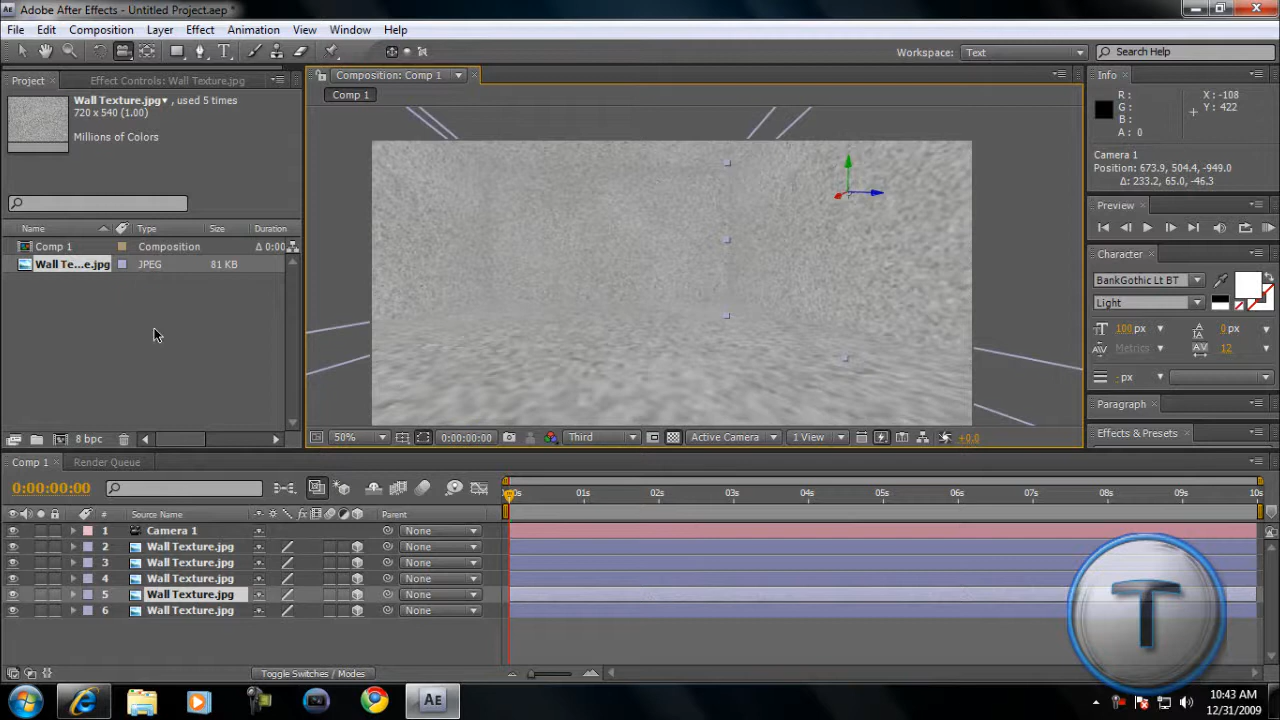 Adobe After Effects - Untitled Project.aep *
File Edit Composition Layer Effect Animation View Window Help
Workspace: Text Search Help
Project Effect Controls: Wall Texture.jpg
Wall Texture.jpg , used 5 times
720 x 540 (1.00)
Millions of Colors
Name Type Size Duration
Comp 1 Composition Δ 0:00
Wall Te...e.jpg JPEG 81 KB
8 bpc
Composition: Comp 1
Comp 1
50% 0:00:00:00 Third Active Camera 1 View +0.0
Info
R : X : -108
G : Y : 422
B :
A : 0
Camera 1
Position: 673.9, 504.4, -949.0
Δ: 233.2, 65.0, -46.3
Preview
Character
BankGothic Lt BT
Light
100 px 0 px
Metrics 12
- px
Paragraph
Effects & Presets
Comp 1 Render Queue
0:00:00:00
01s 02s 03s 04s 05s 06s 07s 08s 09s 10s
# Source Name Parent
1 Camera 1 None
2 Wall Texture.jpg None
3 Wall Texture.jpg None
4 Wall Texture.jpg None
5 Wall Texture.jpg None
6 Wall Texture.jpg None
Toggle Switches / Modes
T
AE
10:43 AM
12/31/2009